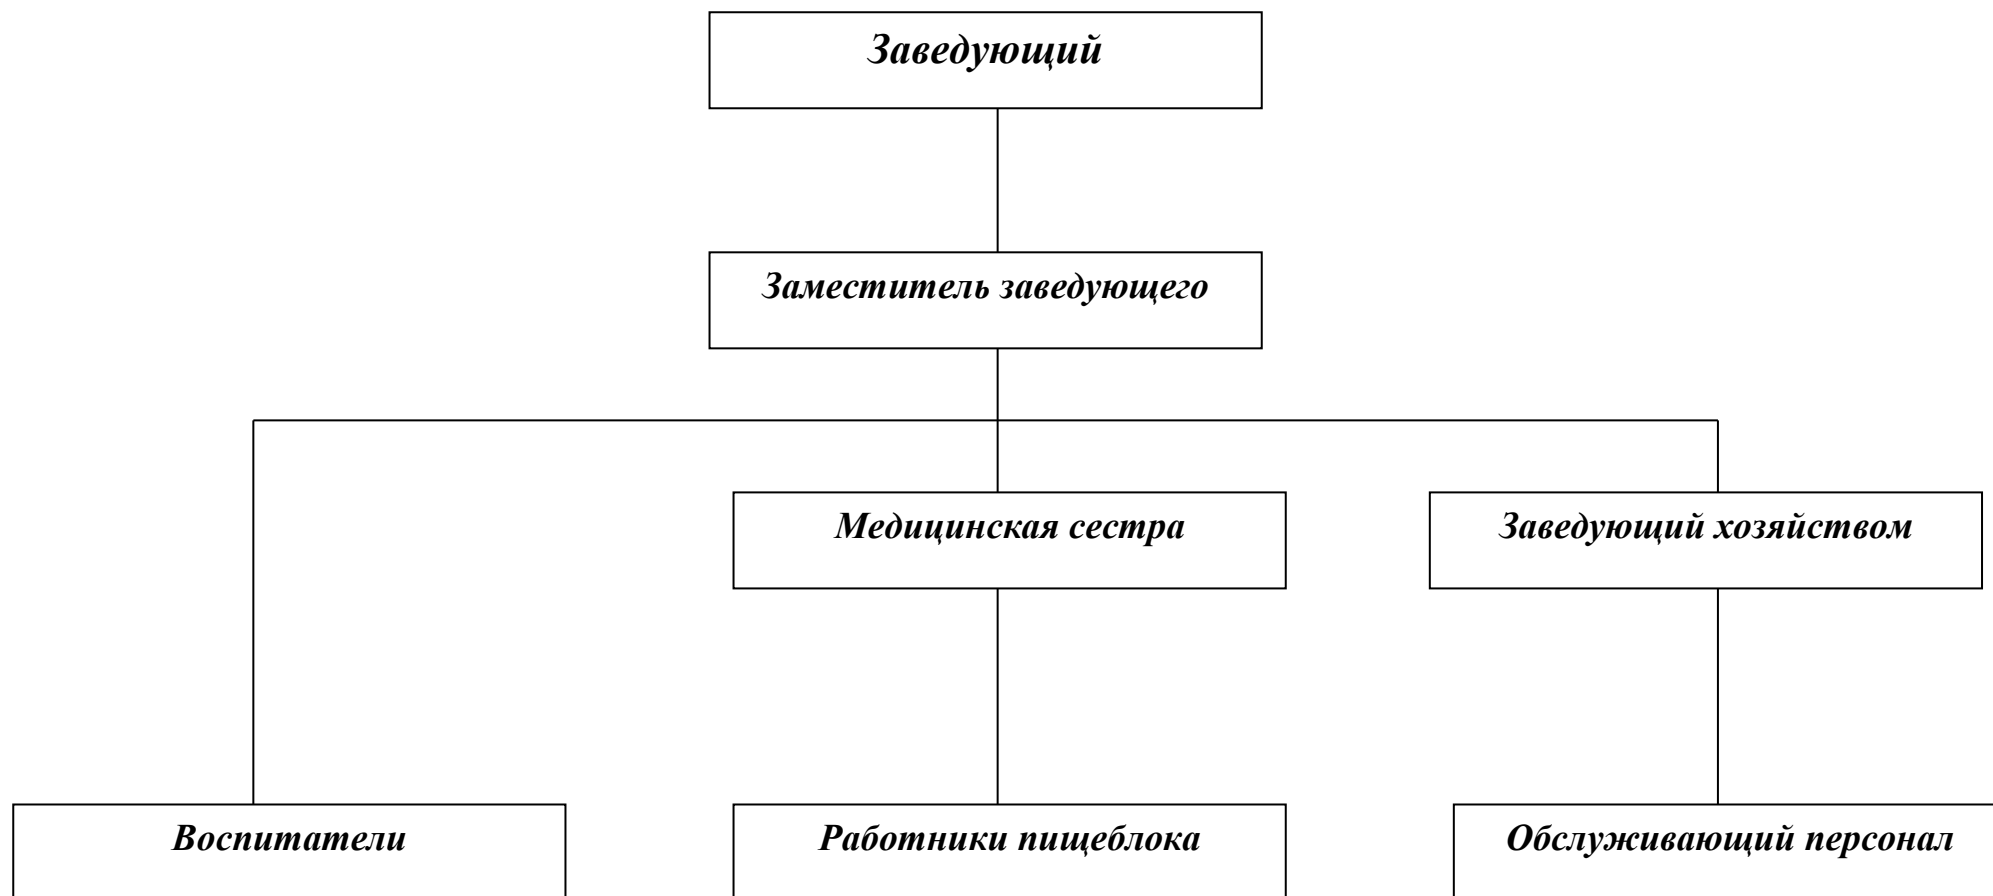 Заведующий
Заместитель заведующего
Медицинская сестра
Заведующий хозяйством
Воспитатели
Работники пищеблока
Обслуживающий персонал